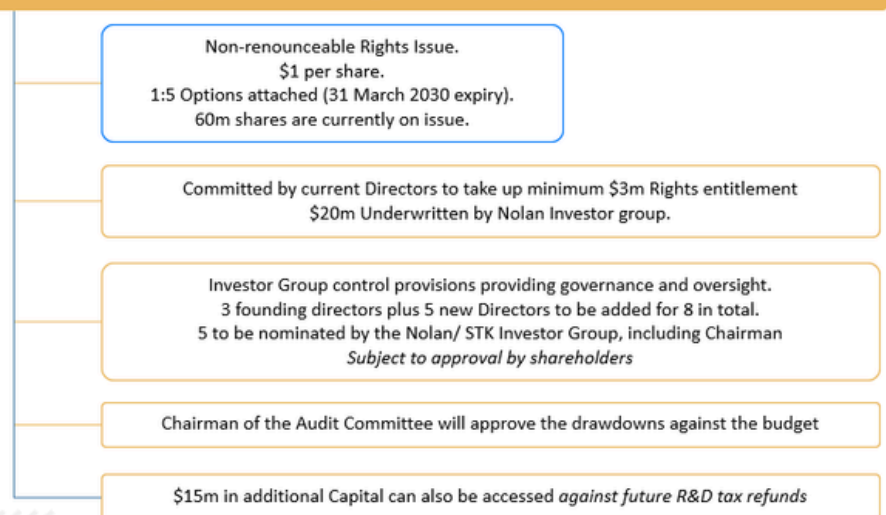 Non-renounceable Rights Issue.
$1 per share.
1:5 Options attached (31 March 2030 expiry).
60m shares are currently on issue.
Committed by current Directors to take up minimum $3m Rights entitlement
$20m Underwritten by Nolan Investor group.
Investor Group control provisions providing governance and oversight.
3 founding directors plus 5 new Directors to be added for 8 in total.
5 to be nominated by the Nolan/ STK Investor Group, including Chairman
Subject to approval by shareholders
Chairman of the Audit Committee will approve the drawdowns against the budget
$15m in additional Capital can also be accessed against future R&D tax refunds